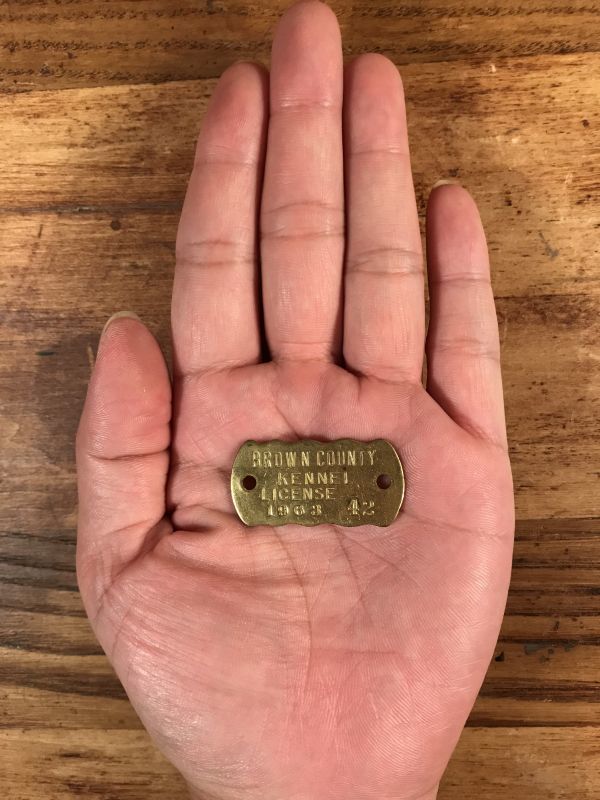 BROWN COUNTY
KENNEL
LICENSE
1963 42